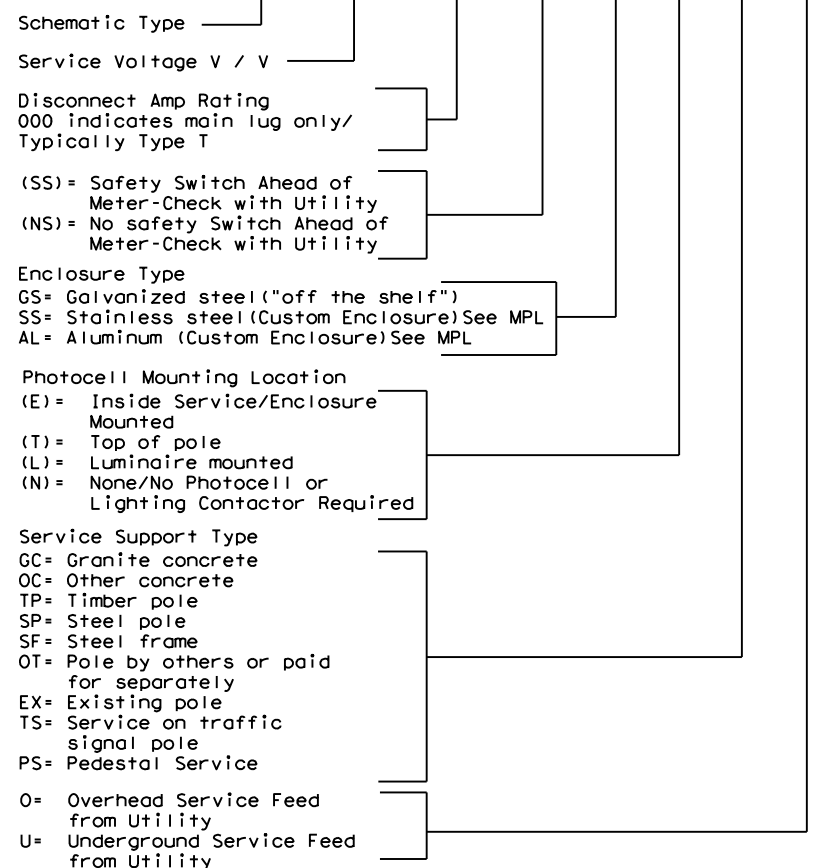 Schematic Type
Service Voltage V / V
Disconnect Amp Rating
000 indicates main lug only/
Typically Type T
(SS)= Safety Switch Ahead of
Meter-Check with Utility
(NS)= No safety Switch Ahead of
Meter-Check with Utility
Enclosure Type
GS= Galvanized steel("off the shelf")
SS= Stainless steel(Custom Enclosure)See MPL
AL= Aluminum (Custom Enclosure)See MPL
Photocell Mounting Location
(E)= Inside Service/Enclosure
Mounted
(T)= Top of pole
(L)= Luminaire mounted
(N)= None/No Photocell or
Lighting Contactor Required
Service Support Type
GC= Granite concrete
OC= Other concrete
TP= Timber pole
SP= Steel pole
SF= Steel frame
OT= Pole by others or paid
for separately
EX= Existing pole
TS= Service on traffic
signal pole
PS= Pedestal Service
O= Overhead Service Feed
from Utility
U= Underground Service Feed
from Utility